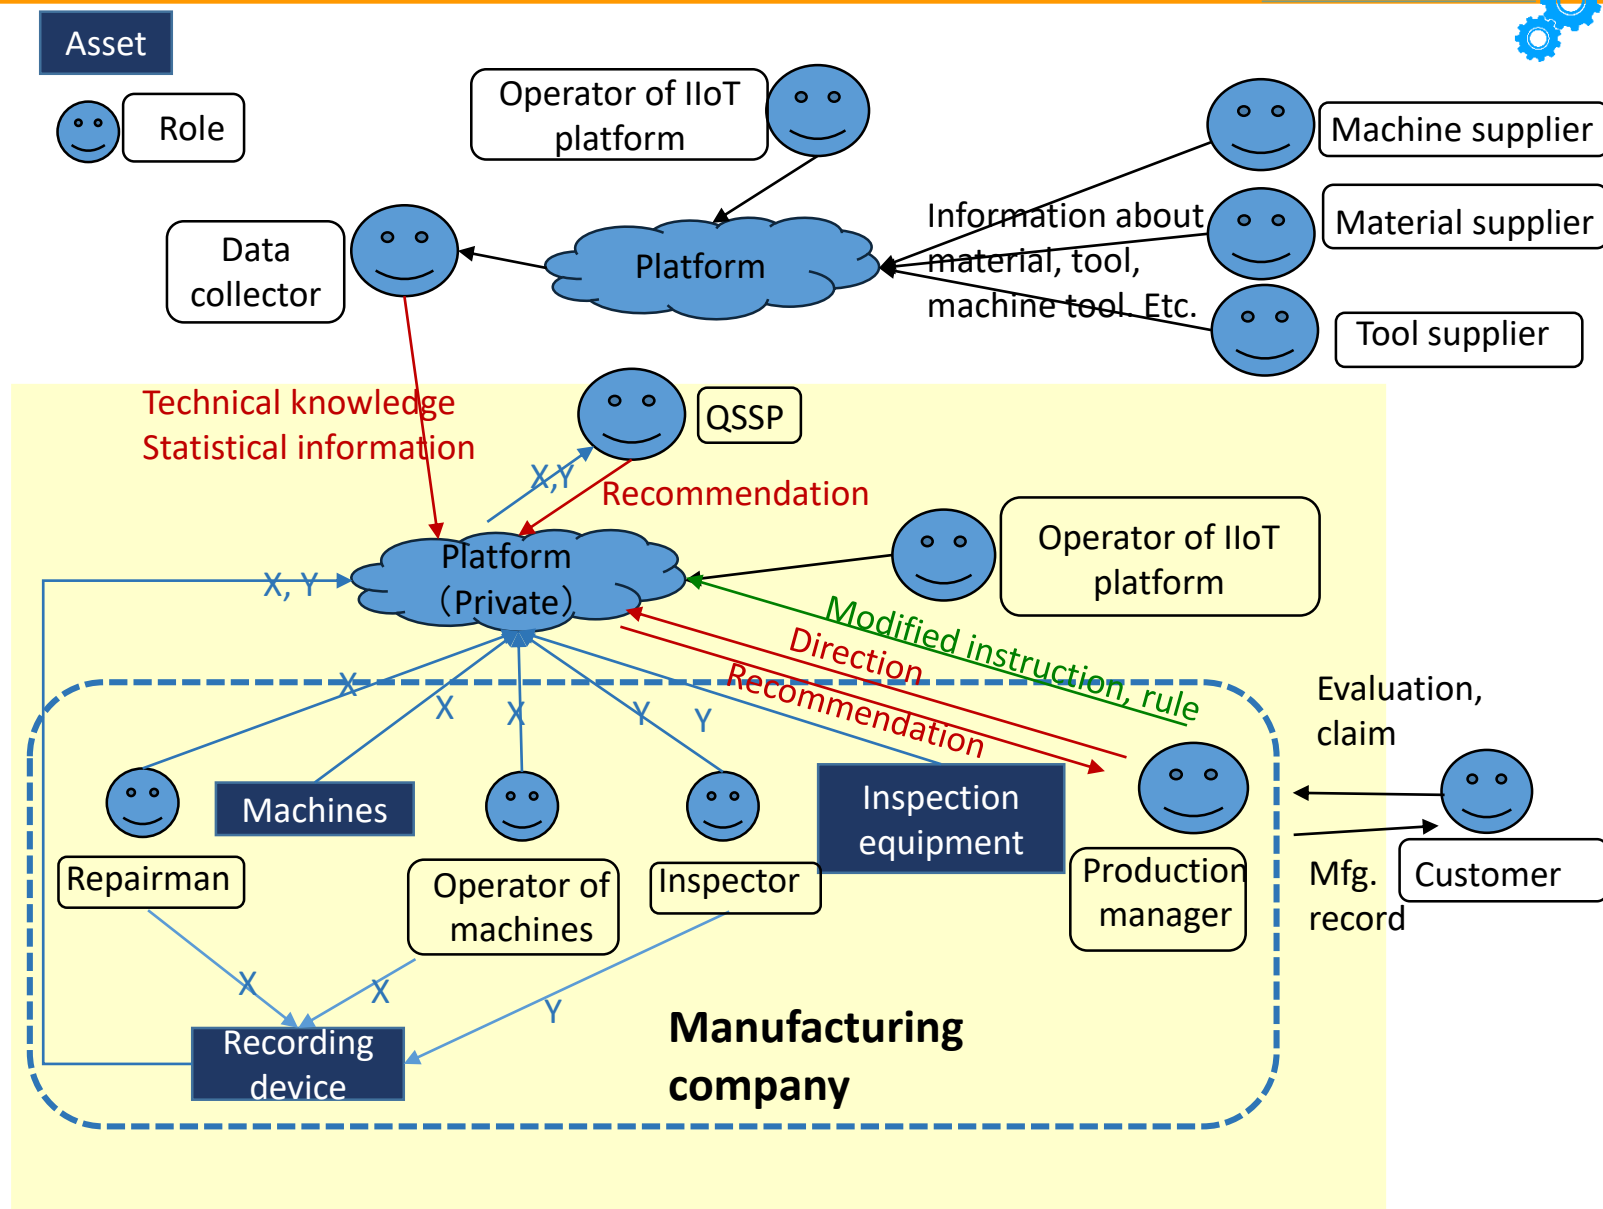 Asset
Role
Operator of IIoT
platform
Machine supplier
Information about
material, tool,
machine tool. Etc.
Material supplier
Data
collector
Platform
Tool supplier
Technical knowledge
Statistical information
QSSP
X,Y
Recommendation
Platform
（Private）
X, Y
Operator of IIoT
platform
Modified instruction, rule
Direction
Recommendation
X
X
X
Y
Y
Evaluation,
claim
Machines
Inspection
equipment
Repairman
Operator of
machines
Inspector
Production
manager
Mfg.
record
Customer
X
X
Y
Recording
device
Manufacturing
company